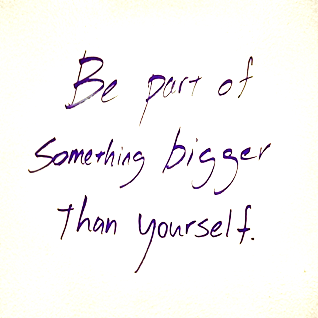 Be part of
something bigger
than yourself.